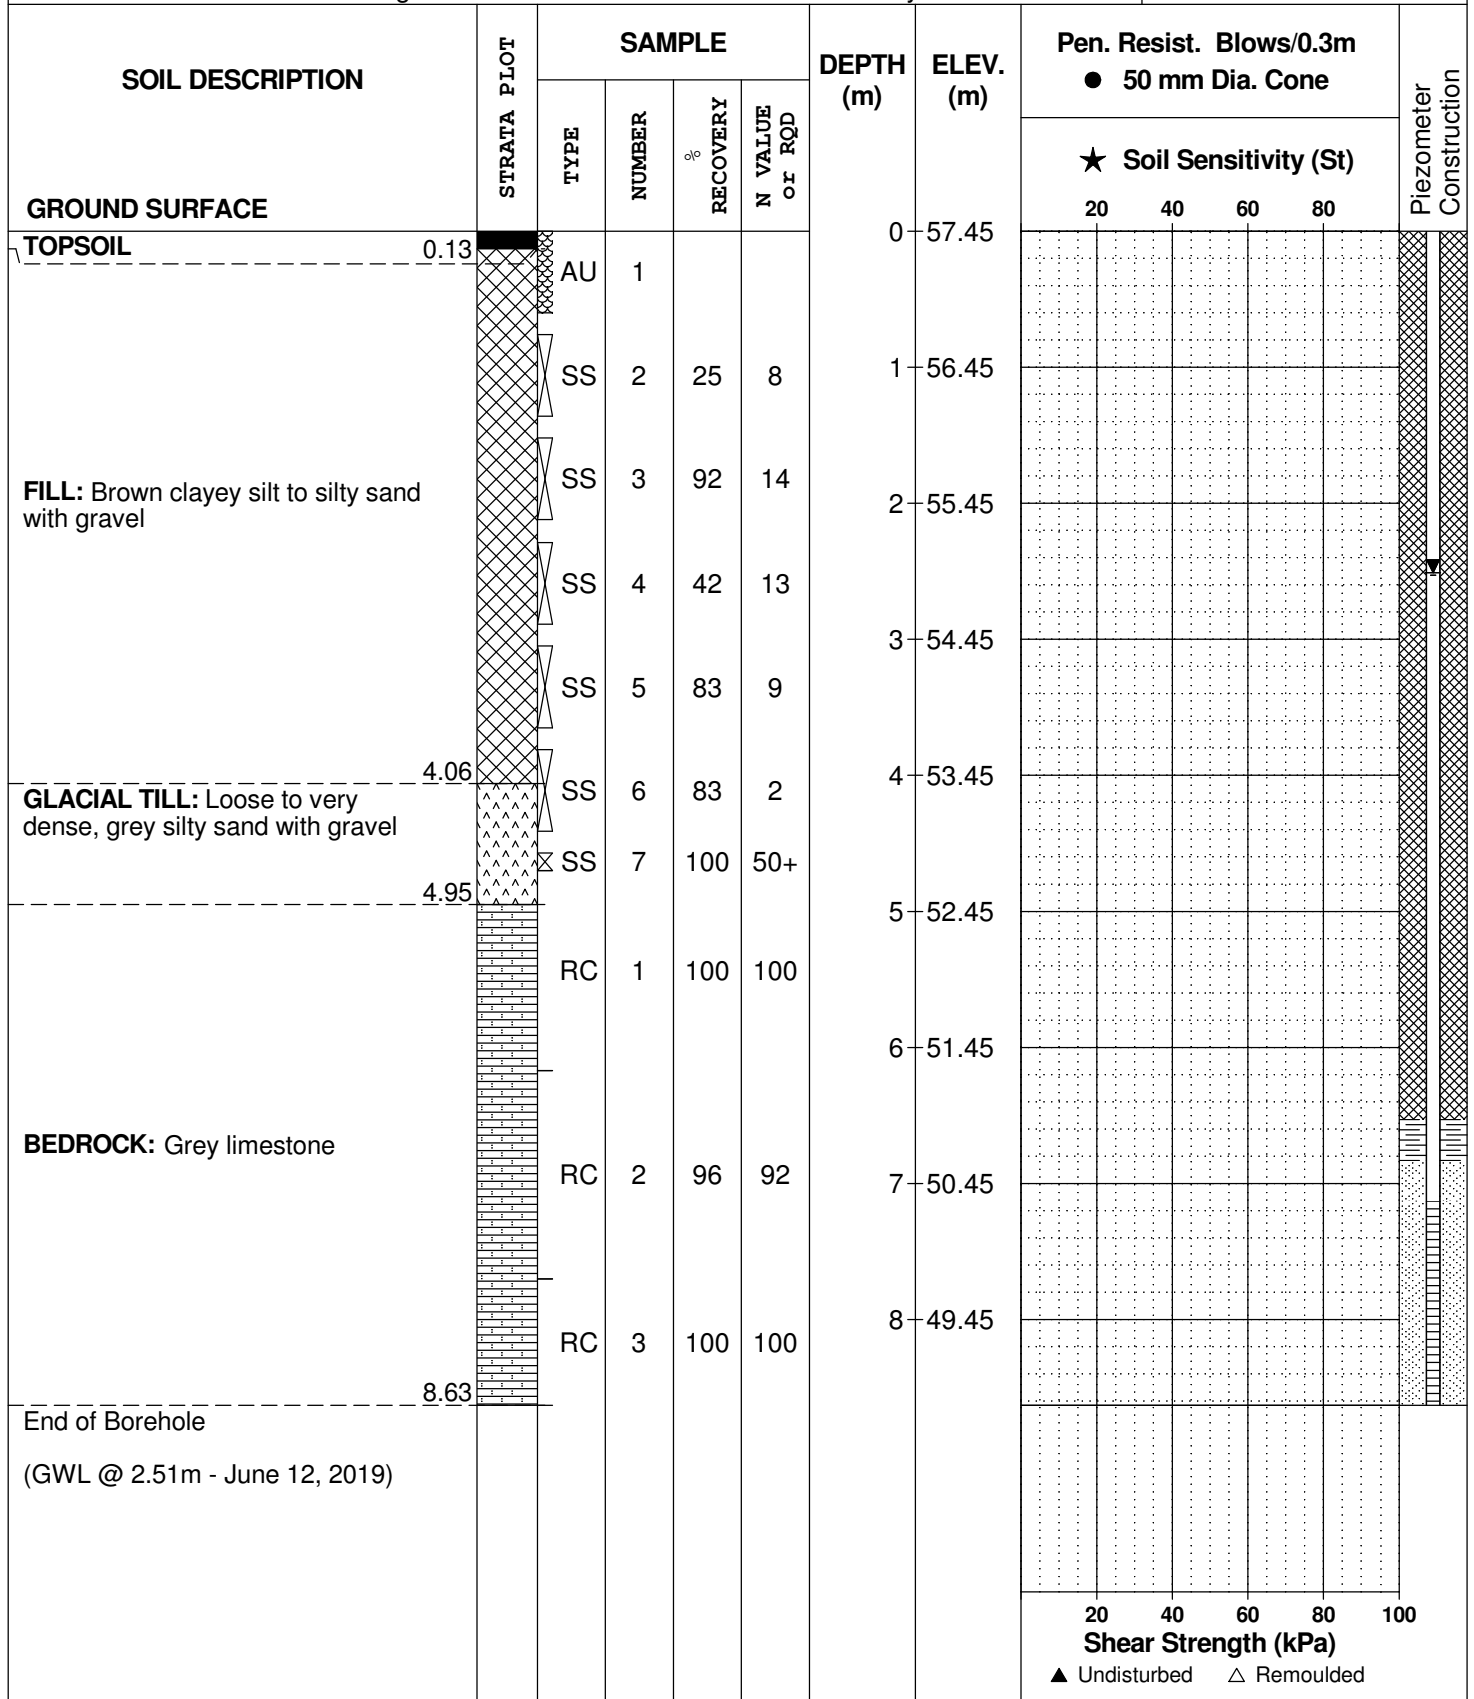 SOIL DESCRIPTION
GROUND SURFACE
STRATA PLOT
SAMPLE
TYPE
NUMBER
% RECOVERY
N VALUE or RQD
DEPTH (m)
ELEV. (m)
Pen. Resist. Blows/0.3m
● 50 mm Dia. Cone
★ Soil Sensitivity (St)
20 40 60 80
Piezometer Construction
0 57.45
TOPSOIL 0.13
AU 1
1 56.45
SS 2 25 8
SS 3 92 14
FILL: Brown clayey silt to silty sand
with gravel
2 55.45
SS 4 42 13
3 54.45
SS 5 83 9
4.06
4 53.45
GLACIAL TILL: Loose to very
dense, grey silty sand with gravel
SS 6 83 2
SS 7 100 50+
4.95
5 52.45
RC 1 100 100
6 51.45
BEDROCK: Grey limestone
RC 2 96 92
7 50.45
8 49.45
RC 3 100 100
8.63
End of Borehole
(GWL @ 2.51m - June 12, 2019)
20 40 60 80 100
Shear Strength (kPa)
▲ Undisturbed △ Remoulded